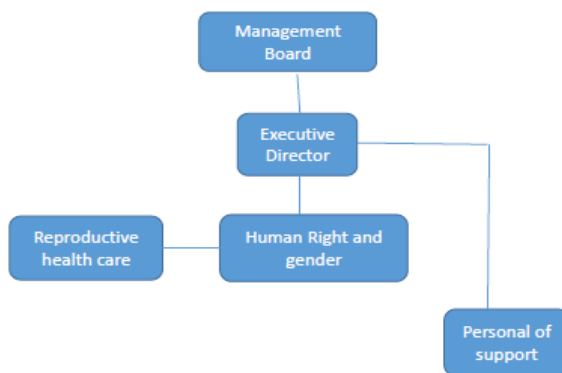 Management
Board
Executive
Director
Reproductive
health care
Human Right and
gender
Personal of
support